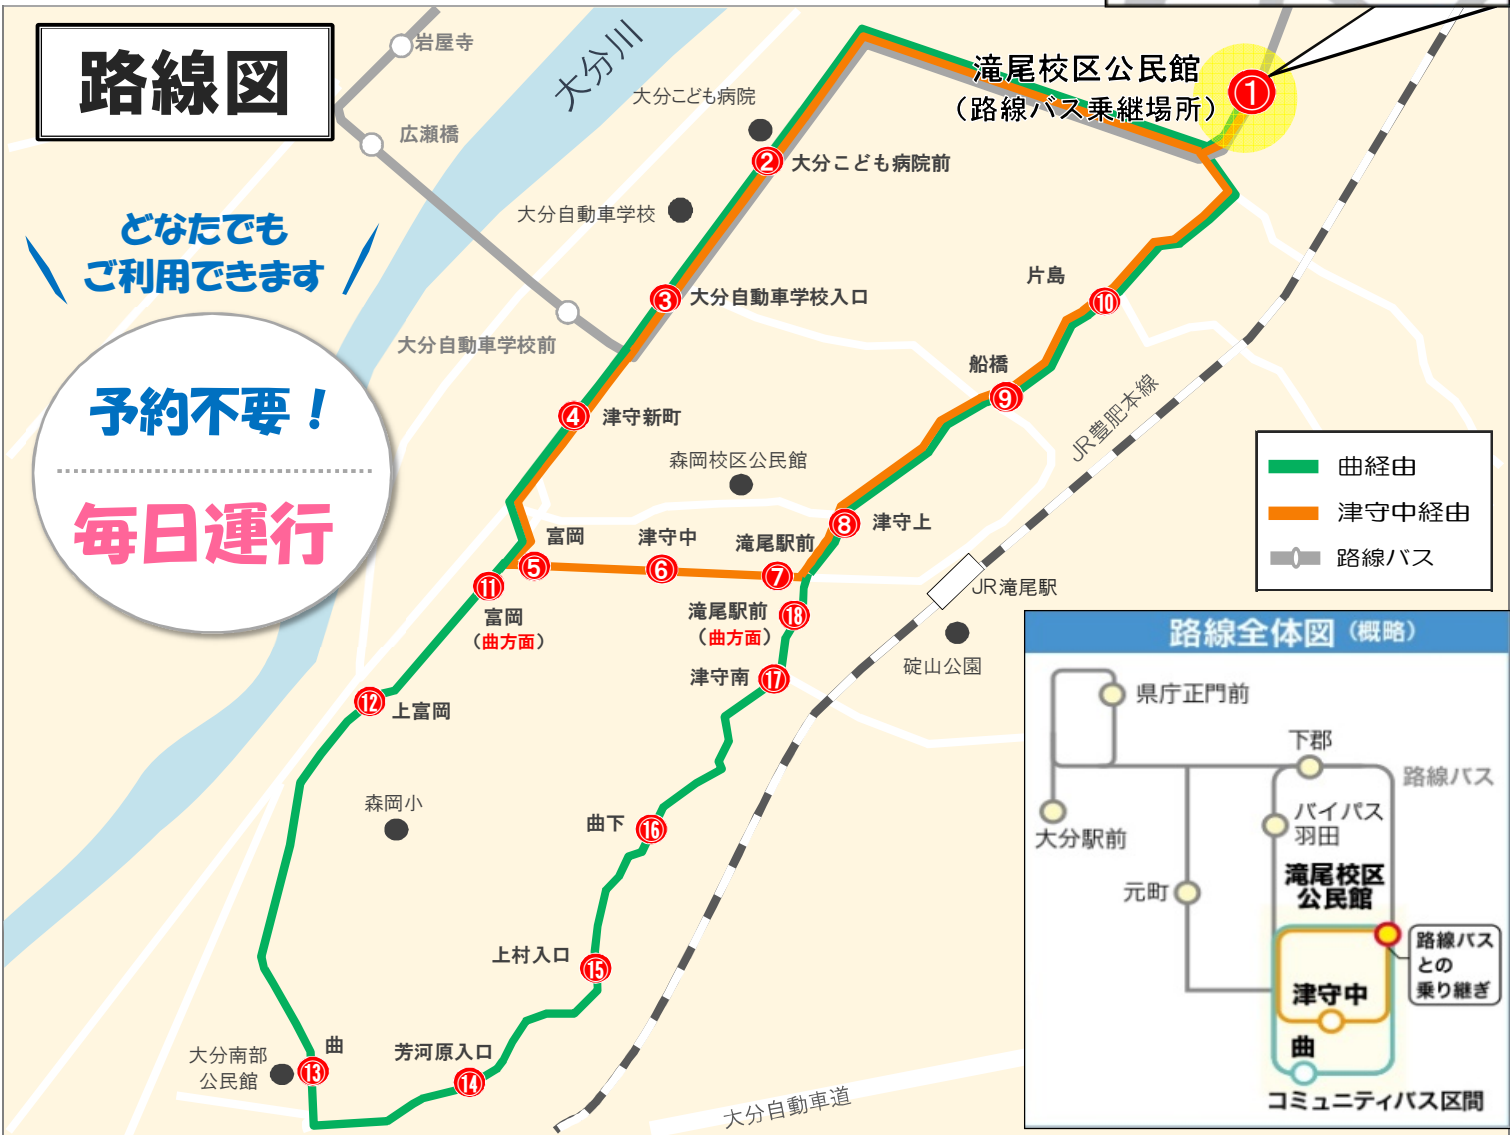 路線図
どなたでも
ご利用できます
予約不要！
毎日運行
岩屋寺
広瀬橋
大分川
大分こども病院
滝尾校区公民館
（路線バス乗継場所）
①
② 大分こども病院前
大分自動車学校
③ 大分自動車学校入口
大分自動車学校前
④ 津守新町
片島
⑩
船橋
⑨
JR豊肥本線
森岡校区公民館
⑧ 津守上
富岡
⑤
津守中
⑥
滝尾駅前
⑦
⑪
富岡
（曲方面）
滝尾駅前
（曲方面）
⑱
JR滝尾駅
碇山公園
津守南 ⑰
⑫ 上富岡
森岡小
曲下 ⑯
上村入口 ⑮
大分南部
公民館
曲
⑬
芳河原入口
⑭
大分自動車道
曲経由
津守中経由
路線バス
路線全体図（概略）
県庁正門前
下郡
路線バス
大分駅前
バイパス
羽田
元町
滝尾校区
公民館
路線バス
との
乗り継ぎ
津守中
曲
コミュニティバス区間